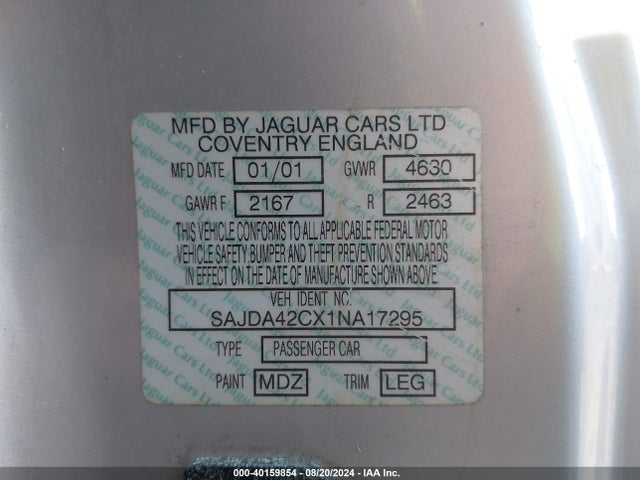 MFD BY JAGUAR CARS LTD
COVENTRY ENGLAND
MFD DATE 01/01 GVWR 4630
GAWR F 2167 R 2463
THIS VEHICLE CONFORMS TO ALL APPLICABLE FEDERAL MOTOR
VEHICLE SAFETY, BUMPER AND THEFT PREVENTION STANDARDS
IN EFFECT ON THE DATE OF MANUFACTURE SHOWN ABOVE.
VEH IDENT NO.
SAJDA42CX1NA17295
TYPE PASSENGER CAR
PAINT MDZ TRIM LEG
000-40159854 - 08/20/2024 - IAA Inc.